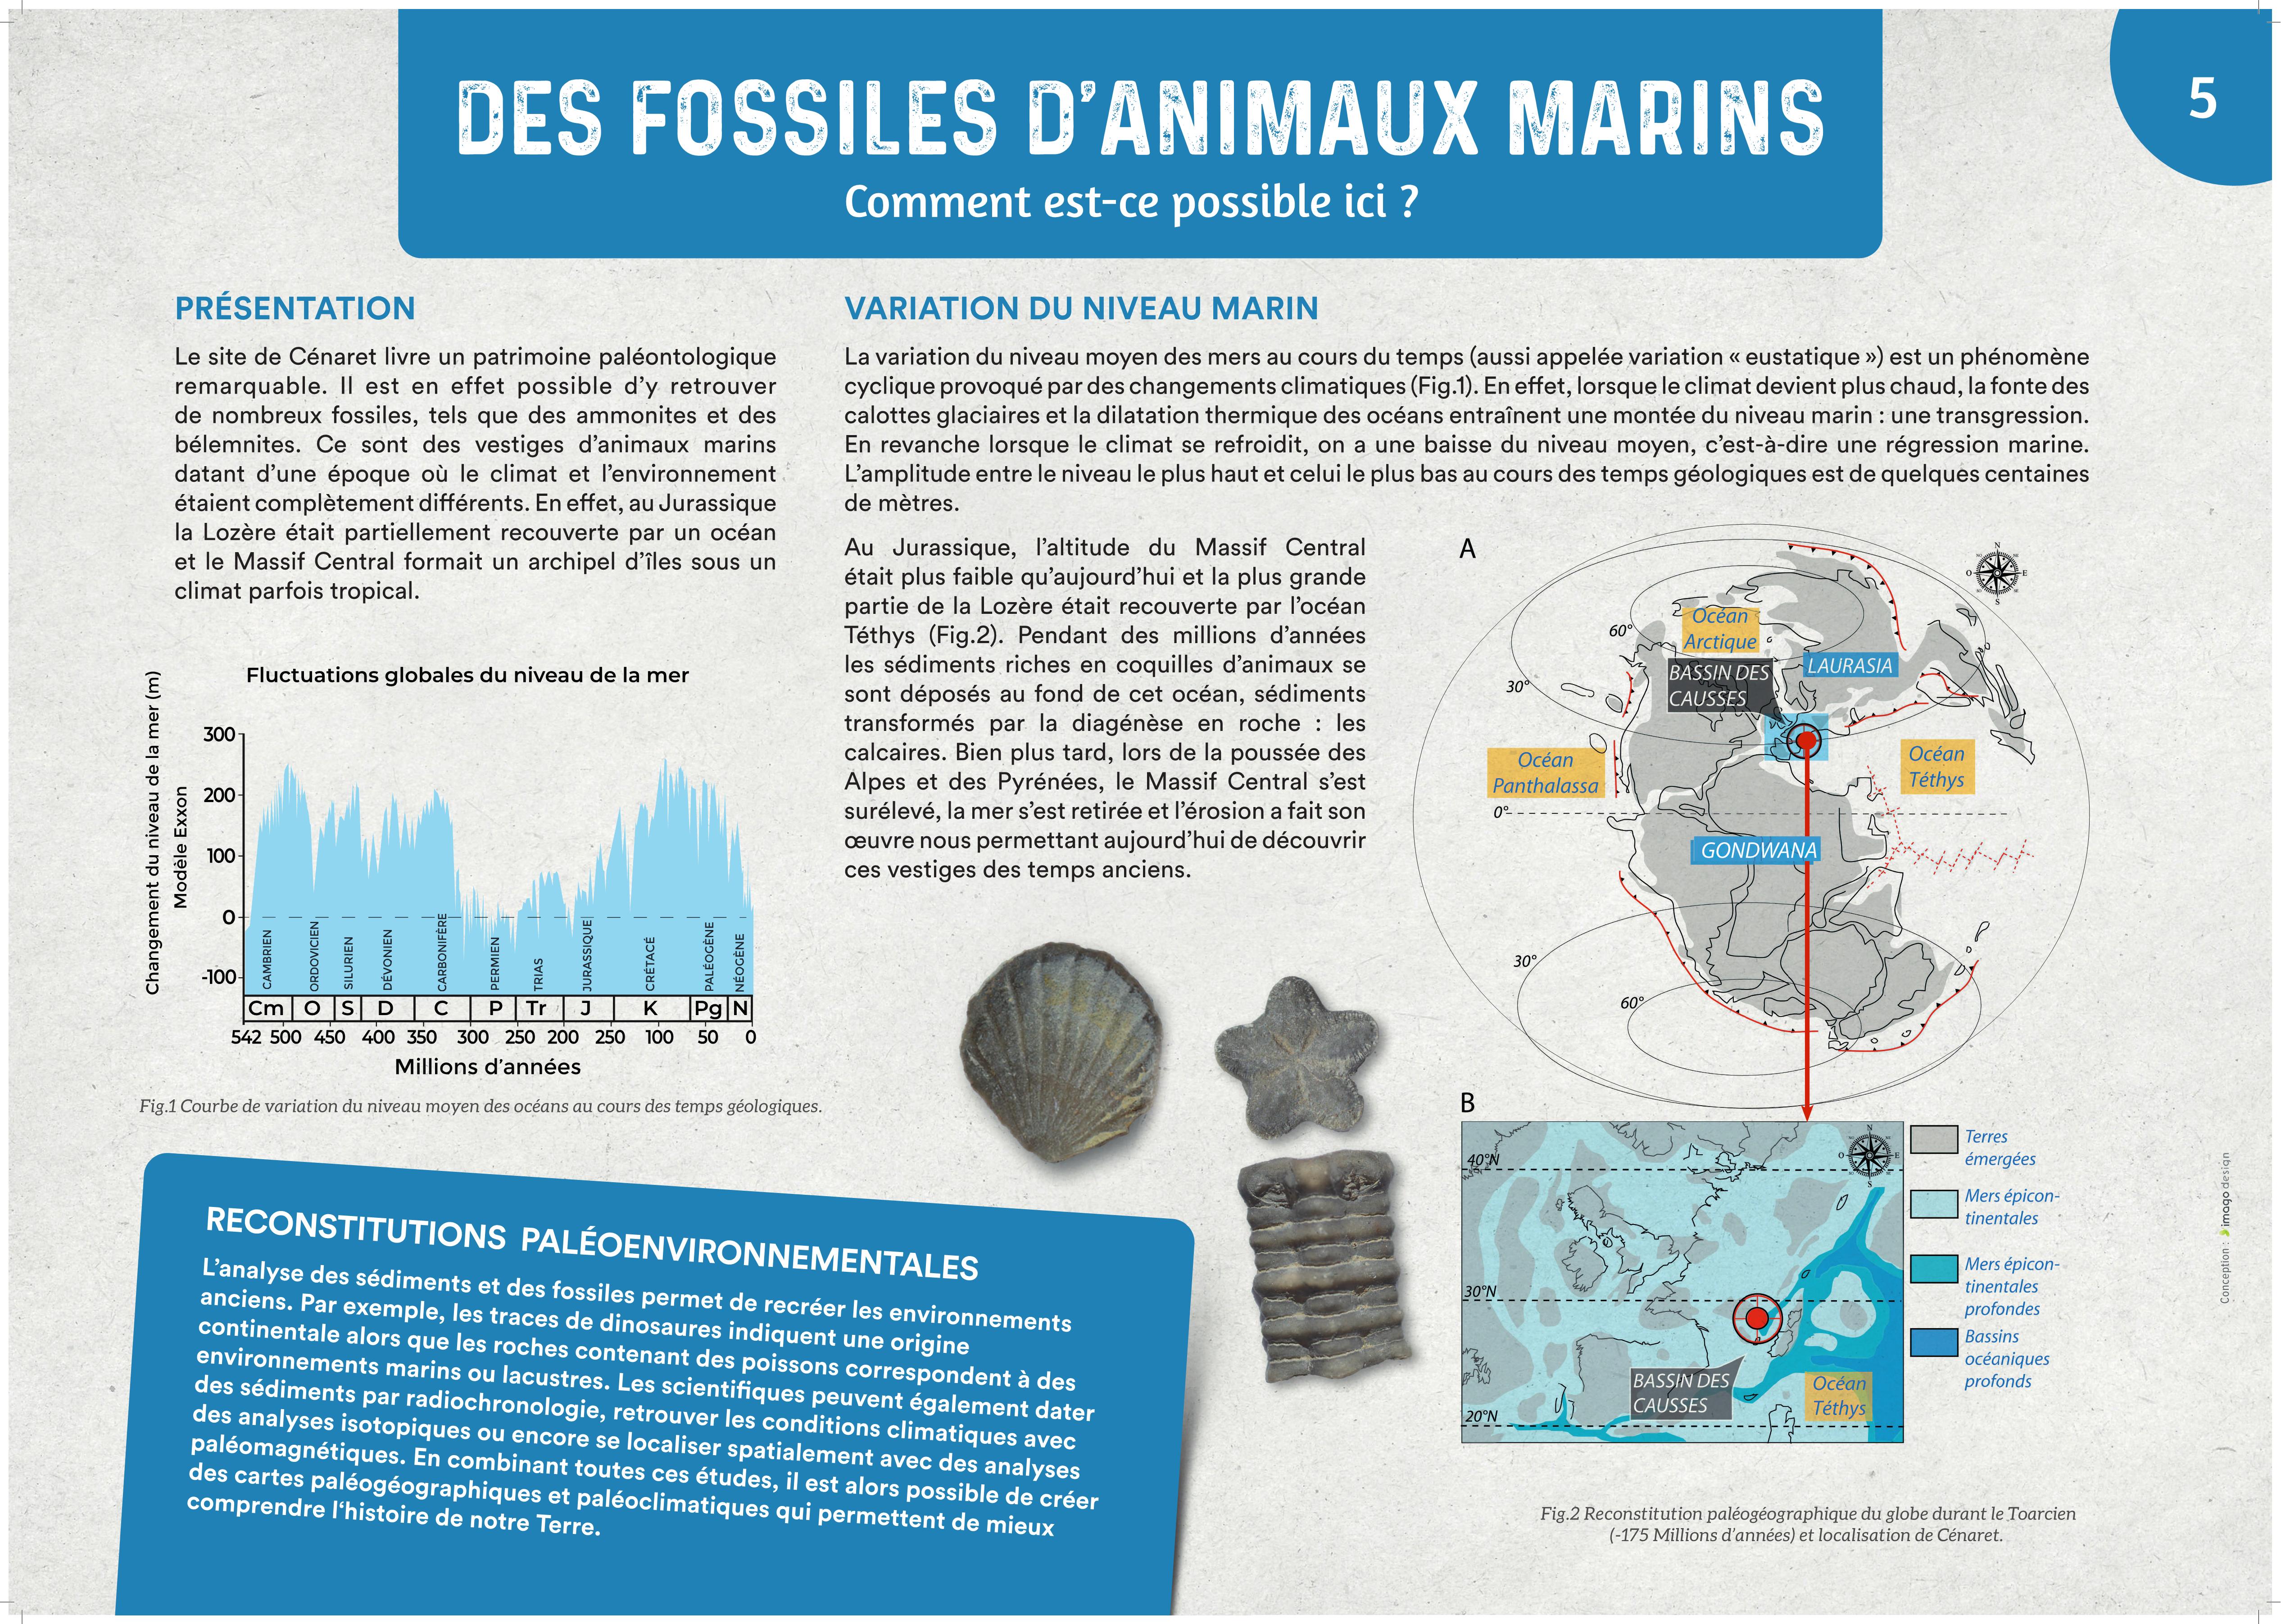 DES FOSSILES D'ANIMAUX MARINS
Comment est-ce possible ici ?
5
PRÉSENTATION
Le site de Cénaret livre un patrimoine paléontologique
remarquable. Il est en effet possible d'y retrouver
de nombreux fossiles, tels que des ammonites et des
bélemnites. Ce sont des vestiges d'animaux marins
datant d'une époque où le climat et l'environnement
étaient complètement différents. En effet, au Jurassique
la Lozère était partiellement recouverte par un océan
et le Massif Central formait un archipel d'îles sous un
climat parfois tropical.
Fluctuations globales du niveau de la mer
Changement du niveau de la mer (m)
Modèle Exxon
300
200
100
0
-100
CAMBRIEN
ORDOVICIEN
SILURIEN
DÉVONIEN
CARBONIFÈRE
PERMIEN
TRIAS
JURASSIQUE
CRÉTACÉ
PALÉOGÈNE
NÉOGÈNE
Cm O S D C P Tr J K Pg N
542 500 450 400 350 300 250 200 250 100 50 0
Millions d'années
Fig.1 Courbe de variation du niveau moyen des océans au cours des temps géologiques.
VARIATION DU NIVEAU MARIN
La variation du niveau moyen des mers au cours du temps (aussi appelée variation « eustatique ») est un phénomène
cyclique provoqué par des changements climatiques (Fig.1). En effet, lorsque le climat devient plus chaud, la fonte des
calottes glaciaires et la dilatation thermique des océans entraînent une montée du niveau marin : une transgression.
En revanche lorsque le climat se refroidit, on a une baisse du niveau moyen, c'est-à-dire une régression marine.
L'amplitude entre le niveau le plus haut et celui le plus bas au cours des temps géologiques est de quelques centaines
de mètres.
Au Jurassique, l'altitude du Massif Central
était plus faible qu'aujourd'hui et la plus grande
partie de la Lozère était recouverte par l'océan
Téthys (Fig.2). Pendant des millions d'années
les sédiments riches en coquilles d'animaux se
sont déposés au fond de cet océan, sédiments
transformés par la diagénèse en roche : les
calcaires. Bien plus tard, lors de la poussée des
Alpes et des Pyrénées, le Massif Central s'est
surélevé, la mer s'est retirée et l'érosion a fait son
œuvre nous permettant aujourd'hui de découvrir
ces vestiges des temps anciens.
A
N
O
E
S
60°
30°
0°
30°
60°
Océan
Arctique
BASSIN DES
CAUSSES
LAURASIA
Océan
Panthalassa
Océan
Téthys
GONDWANA
B
40°N
30°N
20°N
N
O
E
S
BASSIN DES
CAUSSES
Océan
Téthys
Terres
émergées
Mers épicon-
tinentales
Mers épicon-
tinentales
profondes
Bassins
océaniques
profonds
Fig.2 Reconstitution paléogéographique du globe durant le Toarcien
(-175 Millions d'années) et localisation de Cénaret.
RECONSTITUTIONS PALÉOENVIRONNEMENTALES
L'analyse des sédiments et des fossiles permet de recréer les environnements
anciens. Par exemple, les traces de dinosaures indiquent une origine
continentale alors que les roches contenant des poissons correspondent à des
environnements marins ou lacustres. Les scientifiques peuvent également dater
des sédiments par radiochronologie, retrouver les conditions climatiques avec
des analyses isotopiques ou encore se localiser spatialement avec des analyses
paléomagnétiques. En combinant toutes ces études, il est alors possible de créer
des cartes paléogéographiques et paléoclimatiques qui permettent de mieux
comprendre l‘histoire de notre Terre.
Conception : imago design